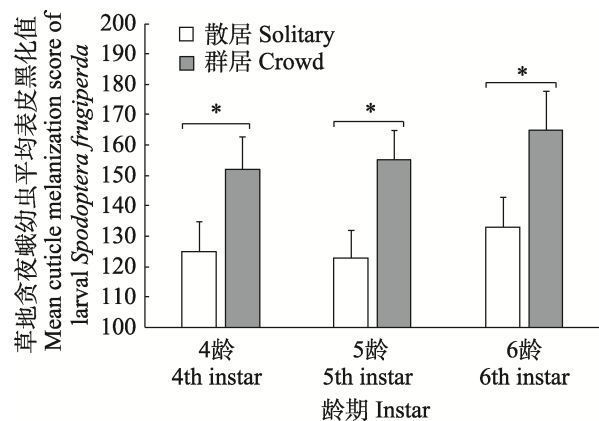 草地贪夜蛾幼虫平均表皮黑化值
Mean cuticle melanization score of
larval Spodoptera frugiperda
200
190
180
170
160
150
140
130
120
110
100
散居 Solitary
群居 Crowd
*
*
*
4龄
4th instar
5龄
5th instar
6龄
6th instar
龄期 Instar